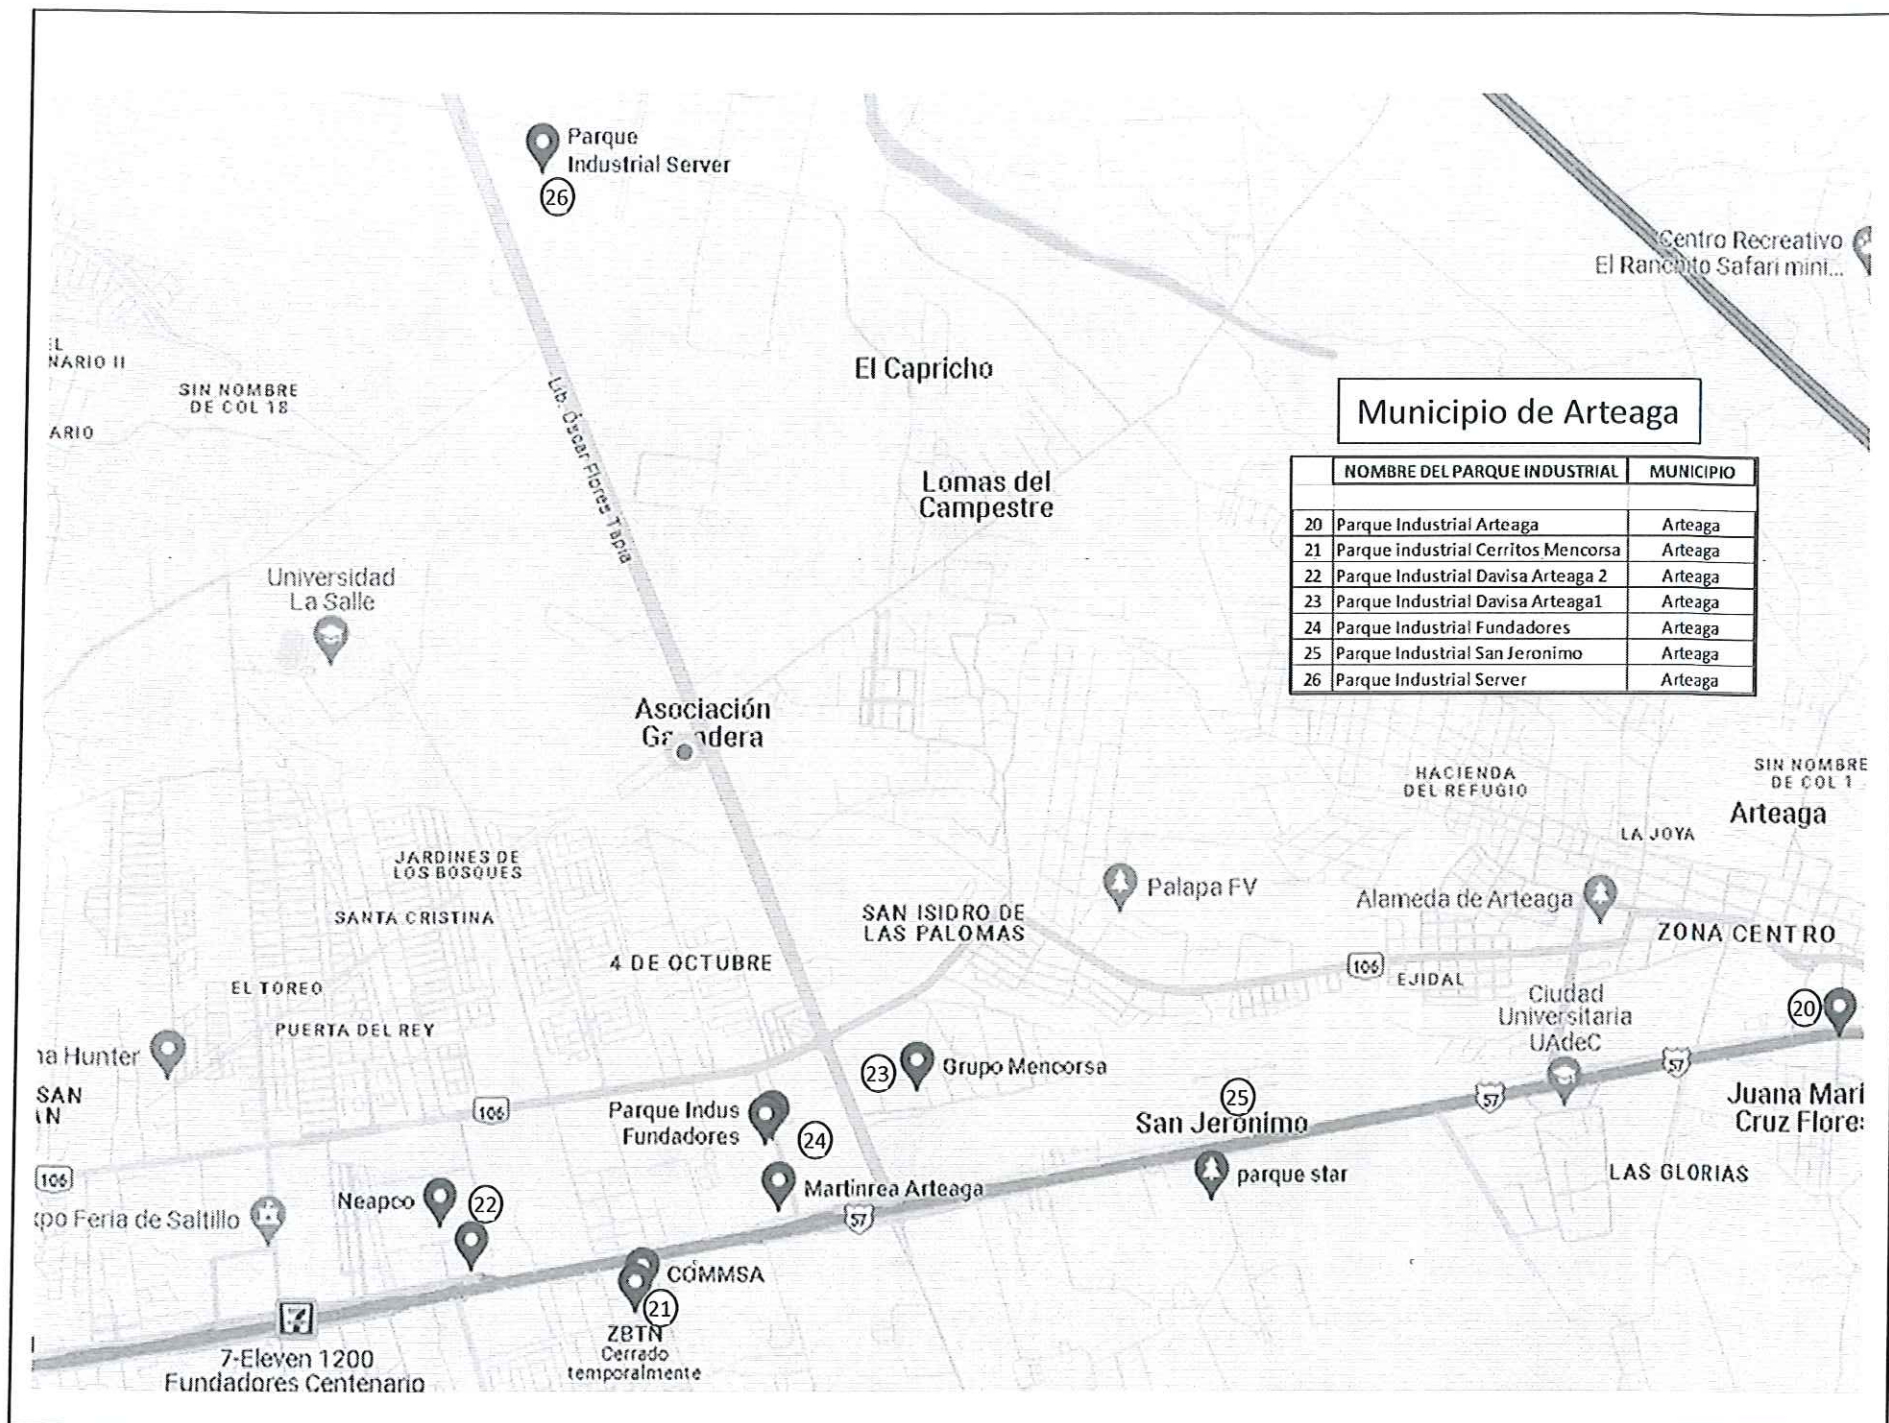 Parque
Industrial Server
26
Centro Recreativo
El Ranchito Safari mini...
EL
NARIO II
SIN NOMBRE
DE COL 18
ARIO
Lib. Óscar Flores Tapia
El Capricho
Lomas del
Campestre
Municipio de Arteaga
NOMBRE DEL PARQUE INDUSTRIAL MUNICIPIO
20 Parque Industrial Arteaga Arteaga
21 Parque industrial Cerritos Mencorsa Arteaga
22 Parque Industrial Davisa Arteaga 2 Arteaga
23 Parque Industrial Davisa Arteaga1 Arteaga
24 Parque Industrial Fundadores Arteaga
25 Parque Industrial San Jeronimo Arteaga
26 Parque Industrial Server Arteaga
Universidad
La Salle
Asociación
Ganadera
HACIENDA
DEL REFUGIO
SIN NOMBRE
DE COL 1
Arteaga
LA JOYA
JARDINES DE
LOS BOSQUES
SANTA CRISTINA
Palapa FV
Alameda de Arteaga
SAN ISIDRO DE
LAS PALOMAS
ZONA CENTRO
4 DE OCTUBRE
106
EJIDAL
EL TOREO
PUERTA DEL REY
Ciudad
Universitaria
UAdeC
20
na Hunter
SAN
ÁN
23
Grupo Mencorsa
57
57
106
Parque Indus
Fundadores
24
25
San Jerónimo
Juana Marí
Cruz Flores
106
Neapco
22
Martinrea Arteaga
parque star
LAS GLORIAS
xpo Feria de Saltillo
57
COMMSA
21
ZBTN
Cerrado
temporalmente
7-Eleven 1200
Fundadores Centenario